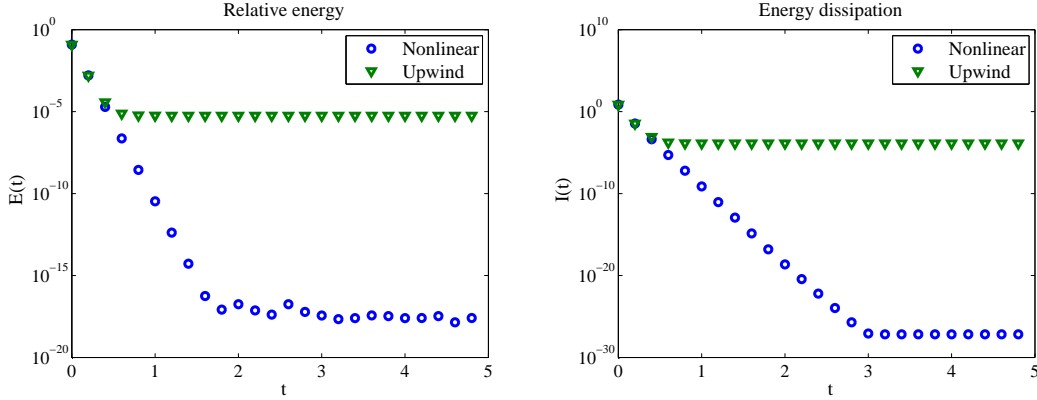 Relative energy
10^0
10^-5
10^-10
10^-15
10^-20
E(t)
0 1 2 3 4 5
t
Nonlinear
Upwind
Energy dissipation
10^10
10^0
10^-10
10^-20
10^-30
I(t)
0 1 2 3 4 5
t
Nonlinear
Upwind